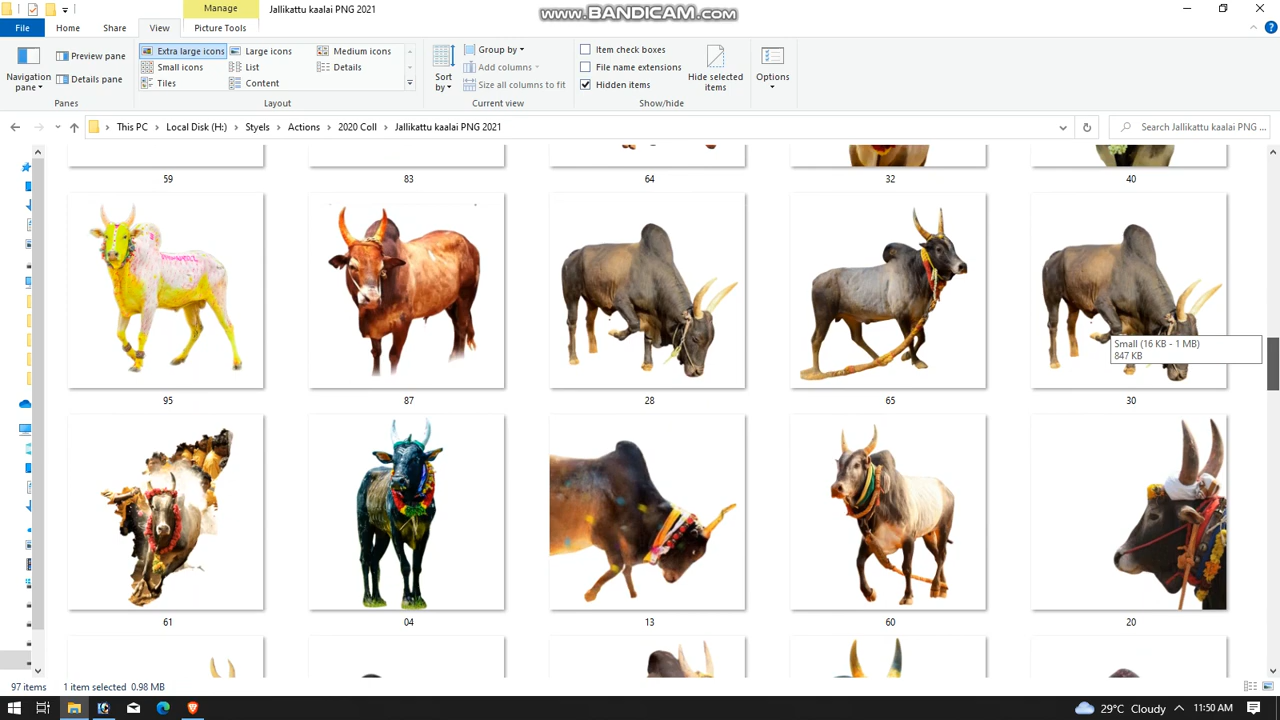 Manage
Jallikattu kaalai PNG 2021
www.BANDICAM.com
File
Home
Share
View
Picture Tools
Navigation pane
Preview pane
Details pane
Panes
Extra large icons
Large icons
Medium icons
Small icons
List
Details
Tiles
Content
Layout
Sort by
Group by
Add columns
Size all columns to fit
Current view
Item check boxes
File name extensions
Hidden items
Hide selected items
Show/hide
Options
This PC > Local Disk (H:) > Styels > Actions > 2020 Coll > Jallikattu kaalai PNG 2021
Search Jallikattu kaalai PNG ...
59
83
64
32
40
Small (16 KB - 1 MB)
847 KB
95
87
28
65
30
61
04
13
60
20
97 items
1 item selected 0.98 MB
29°C Cloudy
11:50 AM